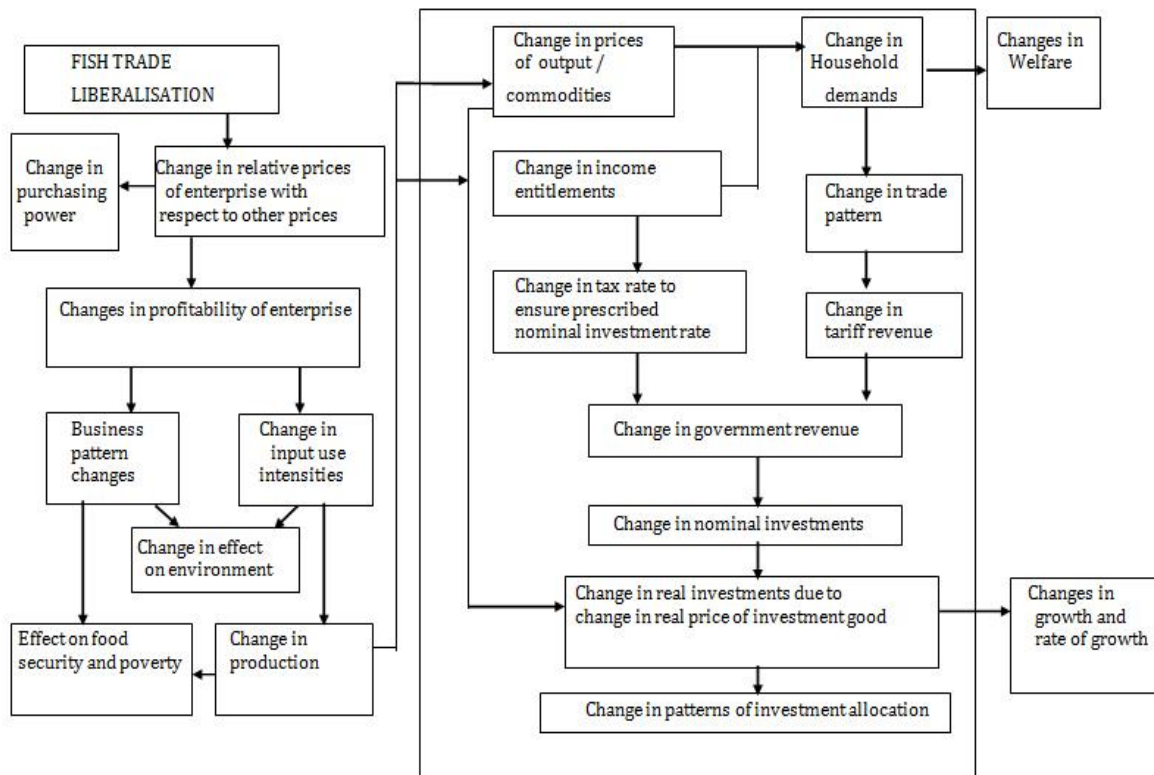 FISH TRADE
LIBERALISATION
Change in
purchasing
power
Change in relative prices
of enterprise with
respect to other prices
Changes in profitability of enterprise
Business
pattern
changes
Change in
input use
intensities
Change in effect
on environment
Effect on food
security and poverty
Change in
production
Change in prices
of output /
commodities
Change in income
entitlements
Change in tax rate to
ensure prescribed
nominal investment rate
Change in
Household
demands
Change in trade
pattern
Change in
tariff revenue
Change in government revenue
Change in nominal investments
Change in real investments due to
change in real price of investment good
Change in patterns of investment allocation
Changes in
Welfare
Changes in
growth and
rate of growth